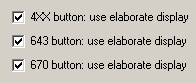 4XX button: use elaborate display
643 button: use elaborate display
670 button: use elaborate display